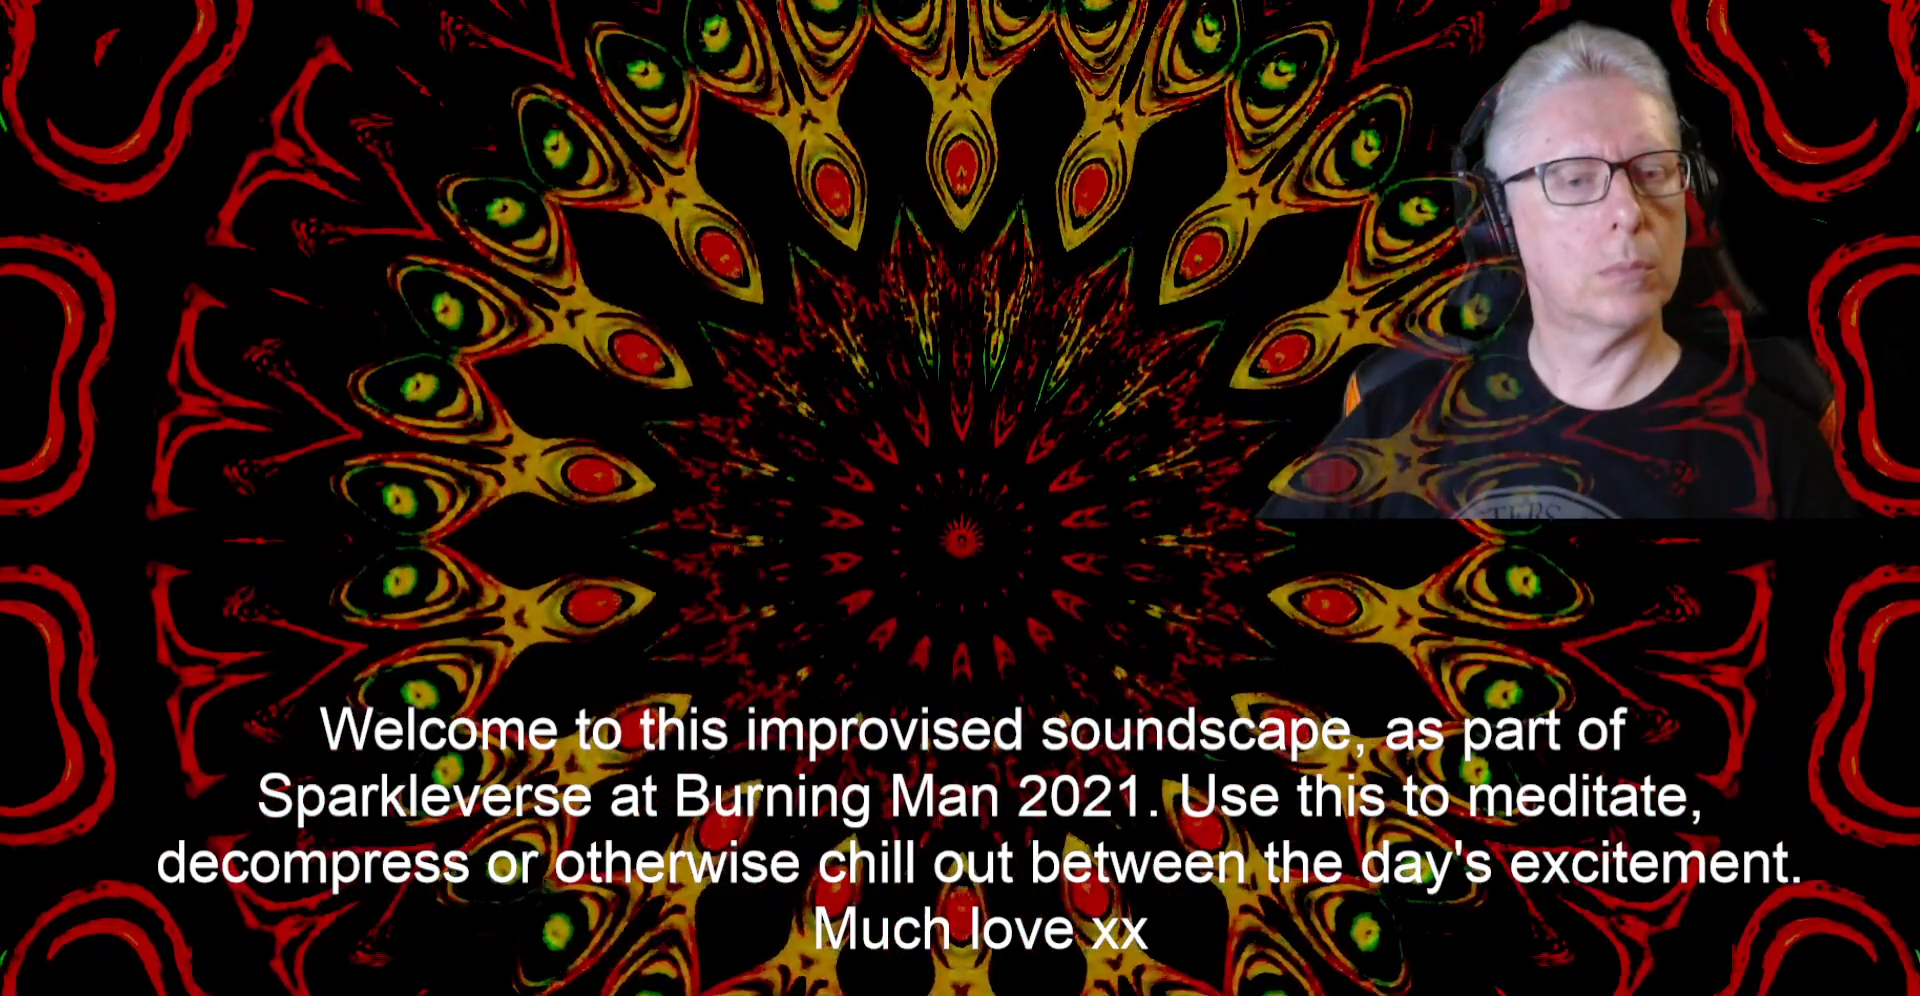 Welcome to this improvised soundscape, as part of
Sparkleverse at Burning Man 2021. Use this to meditate,
decompress or otherwise chill out between the day's excitement.
Much love xx